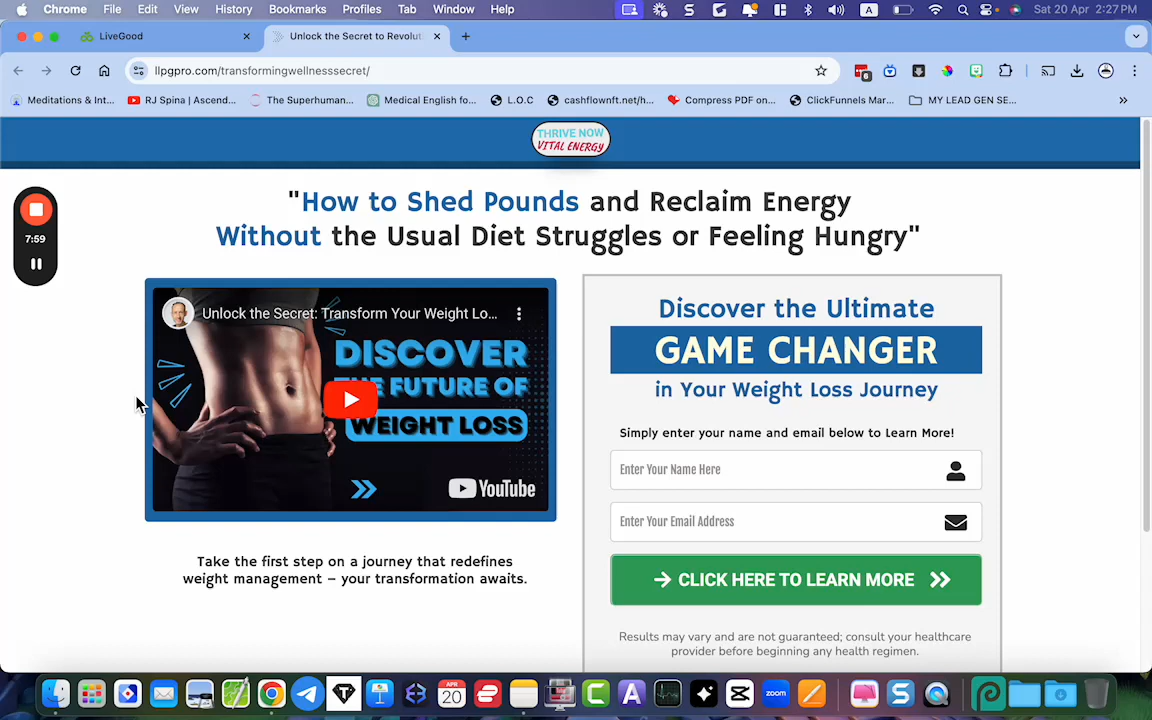 Chrome File Edit View History Bookmarks Profiles Tab Window Help A Sat 20 Apr 2:27 PM
LiveGood Unlock the Secret to Revolut
llpgpro.com/transformingwellnesssecret/
Meditations & Int... RJ Spina | Ascend... The Superhuman... Medical English fo... L.O.C cashflownft.net/h... Compress PDF on... ClickFunnels Mar... MY LEAD GEN SE...
THRIVE NOW
VITAL ENERGY
7:59
"How to Shed Pounds and Reclaim Energy
Without the Usual Diet Struggles or Feeling Hungry"
Unlock the Secret: Transform Your Weight Lo...
DISCOVER
THE FUTURE OF
WEIGHT LOSS
YouTube
Take the first step on a journey that redefines
weight management – your transformation awaits.
Discover the Ultimate
GAME CHANGER
in Your Weight Loss Journey
Simply enter your name and email below to Learn More!
Enter Your Name Here
Enter Your Email Address
CLICK HERE TO LEARN MORE
Results may vary and are not guaranteed; consult your healthcare
provider before beginning any health regimen.
APR
20
zoom